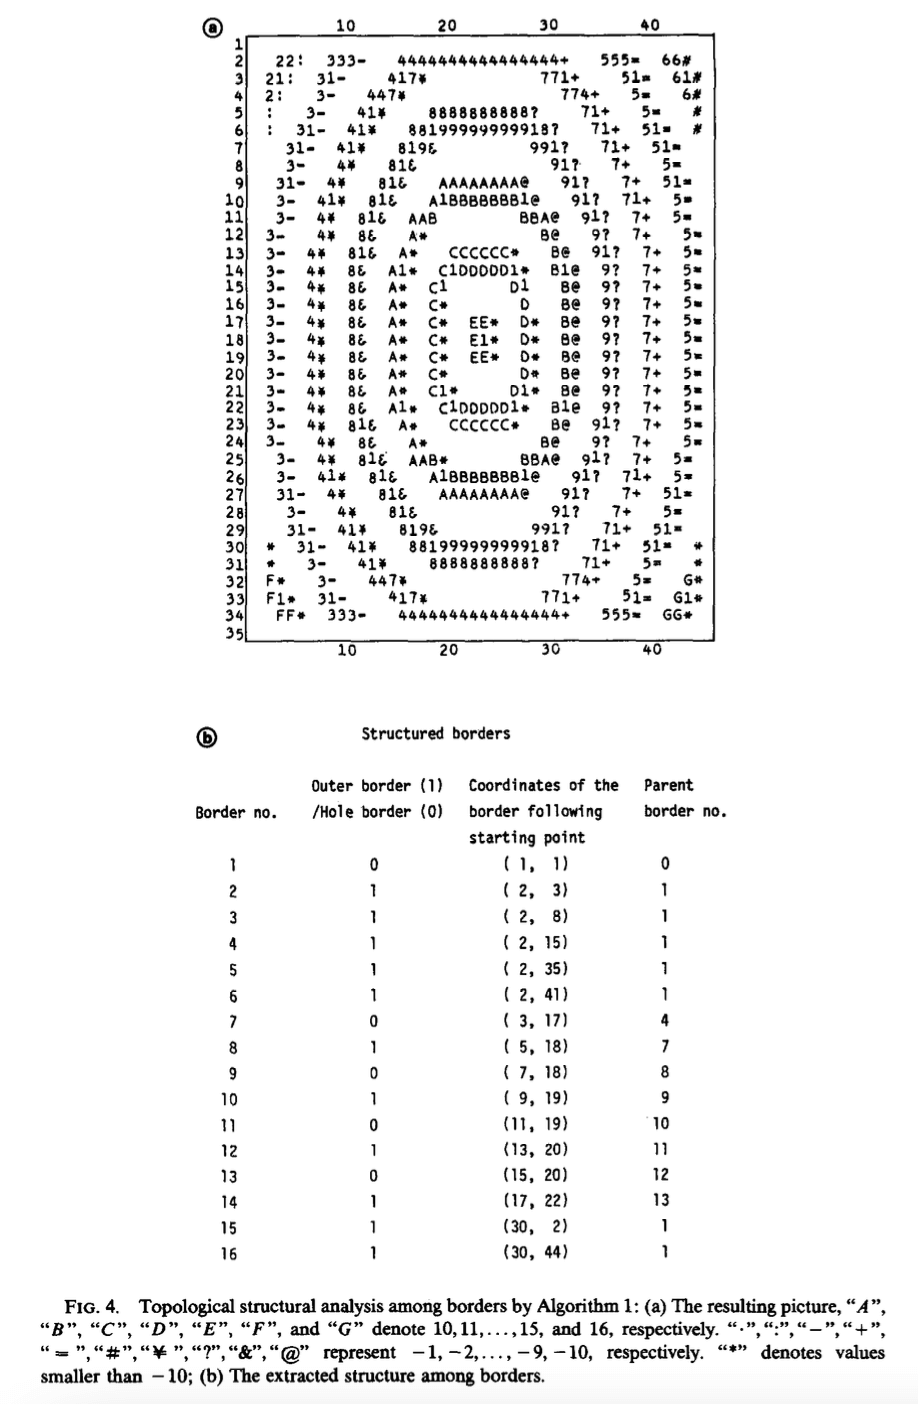 ⓐ 10 20 30 40
1
2 22: 333- 44444444444444444+ 555= 66#
3 21: 31- 417¥ 771+ 51= 61#
4 2: 3- 447¥ 774+ 5= 6#
5 : 3- 41¥ 88888888888? 71+ 5= #
6 : 31- 41¥ 881999999999918? 71+ 51= #
7 31- 41¥ 819& 991? 71+ 51=
8 3- 4¥ 81& 91? 7+ 5=
9 31- 4¥ 81& AAAAAAAA@ 91? 7+ 51=
10 3- 41¥ 81& A1BBBBBBB1@ 91? 71+ 5=
11 3- 4¥ 81& AAB BBA@ 91? 7+ 5=
12 3- 4¥ 8& A* B@ 9? 7+ 5=
13 3- 4¥ 81& A* CCCCCC* B@ 91? 7+ 5=
14 3- 4¥ 8& A1* C1DDDDD1* B1@ 9? 7+ 5=
15 3- 4¥ 8& A* C1 D1 B@ 9? 7+ 5=
16 3- 4¥ 8& A* C* D B@ 9? 7+ 5=
17 3- 4¥ 8& A* C* EE* D* B@ 9? 7+ 5=
18 3- 4¥ 8& A* C* E1* D* B@ 9? 7+ 5=
19 3- 4¥ 8& A* C* EE* D* B@ 9? 7+ 5=
20 3- 4¥ 8& A* C* D* B@ 9? 7+ 5=
21 3- 4¥ 8& A* C1* D1* B@ 9? 7+ 5=
22 3- 4¥ 8& A1* C1DDDDD1* B1@ 9? 7+ 5=
23 3- 4¥ 81& A* CCCCCC* B@ 91? 7+ 5=
24 3- 4¥ 8& A* B@ 9? 7+ 5=
25 3- 4¥ 81& AAB* BBA@ 91? 7+ 5=
26 3- 41¥ 81& A1BBBBBBB1@ 91? 71+ 5=
27 31- 4¥ 81& AAAAAAAA@ 91? 7+ 51=
28 3- 4¥ 81& 91? 7+ 5=
29 31- 41¥ 819& 991? 71+ 51=
30 * 31- 41¥ 881999999999918? 71+ 51= *
31 * 3- 41¥ 88888888888? 71+ 5= *
32 F* 3- 447¥ 774+ 5= G*
33 F1* 31- 417¥ 771+ 51= G1*
34 FF* 333- 44444444444444444+ 555= GG*
35
10 20 30 40
ⓑ Structured borders
Outer border (1) Coordinates of the Parent
Border no. /Hole border (0) border following border no.
starting point
1 0 ( 1, 1) 0
2 1 ( 2, 3) 1
3 1 ( 2, 8) 1
4 1 ( 2, 15) 1
5 1 ( 2, 35) 1
6 1 ( 2, 41) 1
7 0 ( 3, 17) 4
8 1 ( 5, 18) 7
9 0 ( 7, 18) 8
10 1 ( 9, 19) 9
11 0 (11, 19) 10
12 1 (13, 20) 11
13 0 (15, 20) 12
14 1 (17, 22) 13
15 1 (30, 2) 1
16 1 (30, 44) 1
FIG. 4. Topological structural analysis among borders by Algorithm 1: (a) The resulting picture, “A”,
“B”, “C”, “D”, “E”, “F”, and “G” denote 10, 11, . . . , 15, and 16, respectively. “·”, “:”, “−”, “+”,
“ = ”, “#”, “¥ ”, “?”, “&”, “@” represent −1, −2, . . . , −9, −10, respectively. “*” denotes values
smaller than −10; (b) The extracted structure among borders.